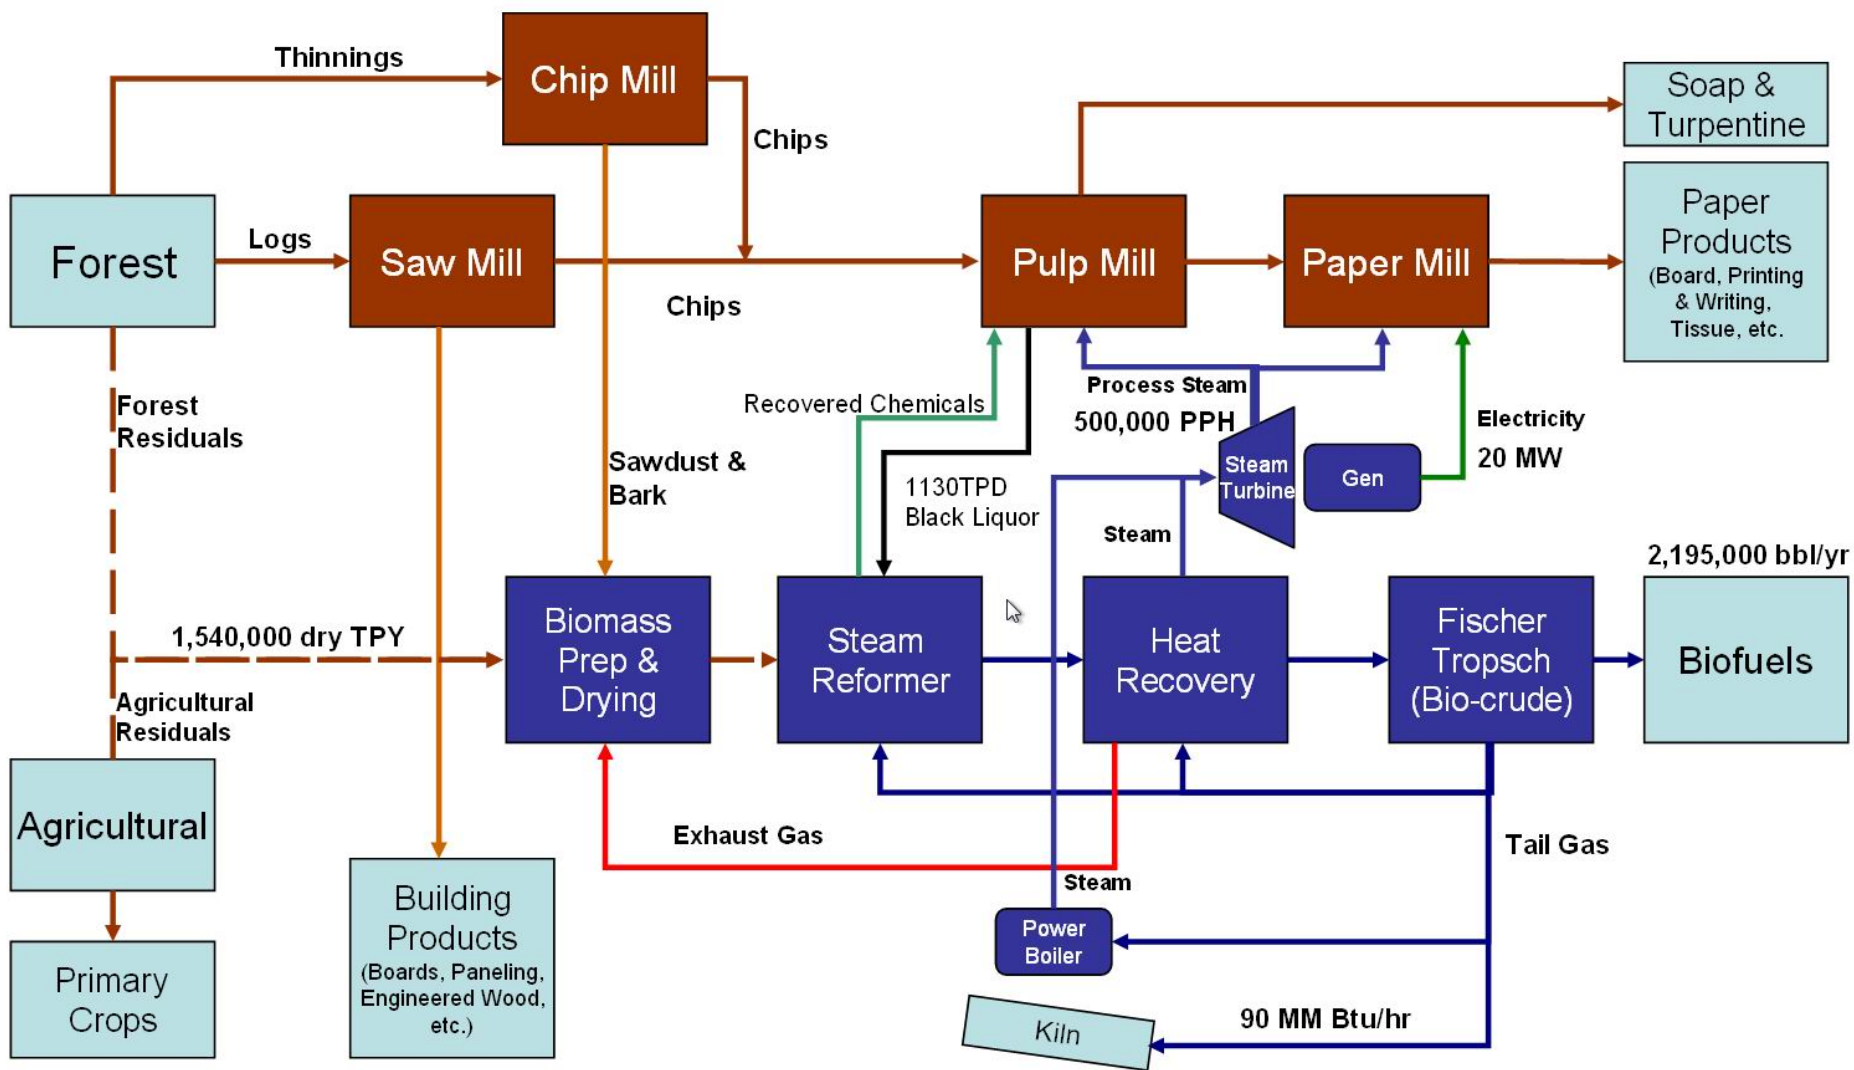 Thinnings
Chip Mill
Chips
Soap &
Turpentine
Forest
Logs
Saw Mill
Chips
Pulp Mill
Paper Mill
Paper
Products
(Board, Printing
& Writing,
Tissue, etc.
Forest
Residuals
Sawdust &
Bark
Recovered Chemicals
1130TPD
Black Liquor
Process Steam
500,000 PPH
Steam
Turbine
Gen
Electricity
20 MW
Steam
2,195,000 bbl/yr
1,540,000 dry TPY
Biomass
Prep &
Drying
Steam
Reformer
Heat
Recovery
Fischer
Tropsch
(Bio-crude)
Biofuels
Agricultural
Residuals
Agricultural
Exhaust Gas
Tail Gas
Steam
Power
Boiler
Building
Products
(Boards, Paneling,
Engineered Wood,
etc.)
Primary
Crops
Kiln
90 MM Btu/hr